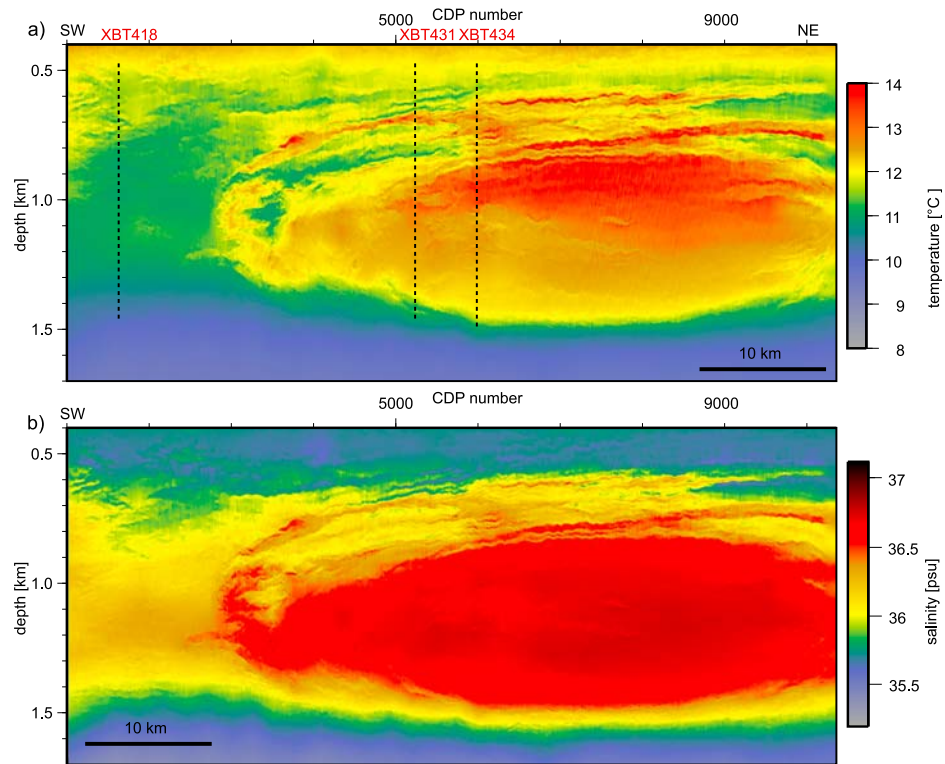 CDP number
5000 9000
SW XBT418 XBT431 XBT434 NE
a)
0.5
1.0
1.5
depth [km]
10 km
14
13
12
11
10
9
8
temperature [°C]
CDP number
5000 9000
SW
b)
0.5
1.0
1.5
depth [km]
10 km
37
36.5
36
35.5
salinity [psu]